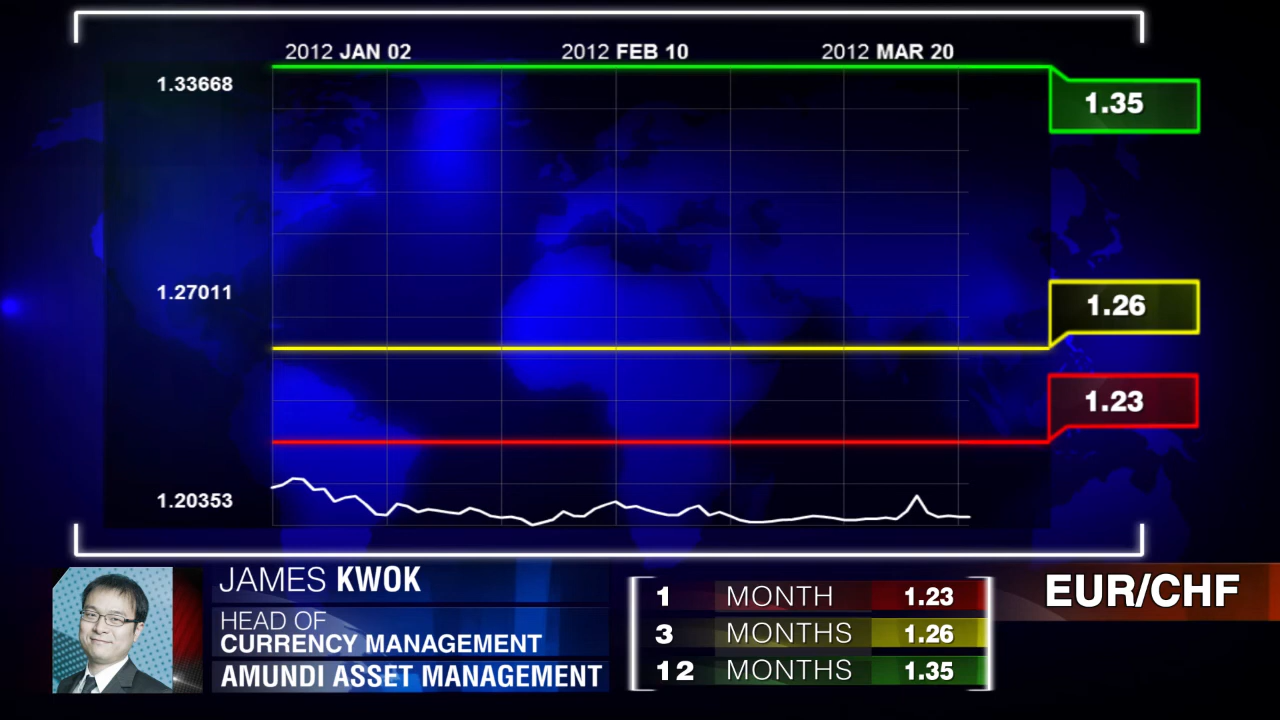 2012 JAN 02
2012 FEB 10
2012 MAR 20
1.33668
1.35
1.27011
1.26
1.23
1.20353
JAMES KWOK
HEAD OF
CURRENCY MANAGEMENT
AMUNDI ASSET MANAGEMENT
1 MONTH 1.23
3 MONTHS 1.26
12 MONTHS 1.35
EUR/CHF